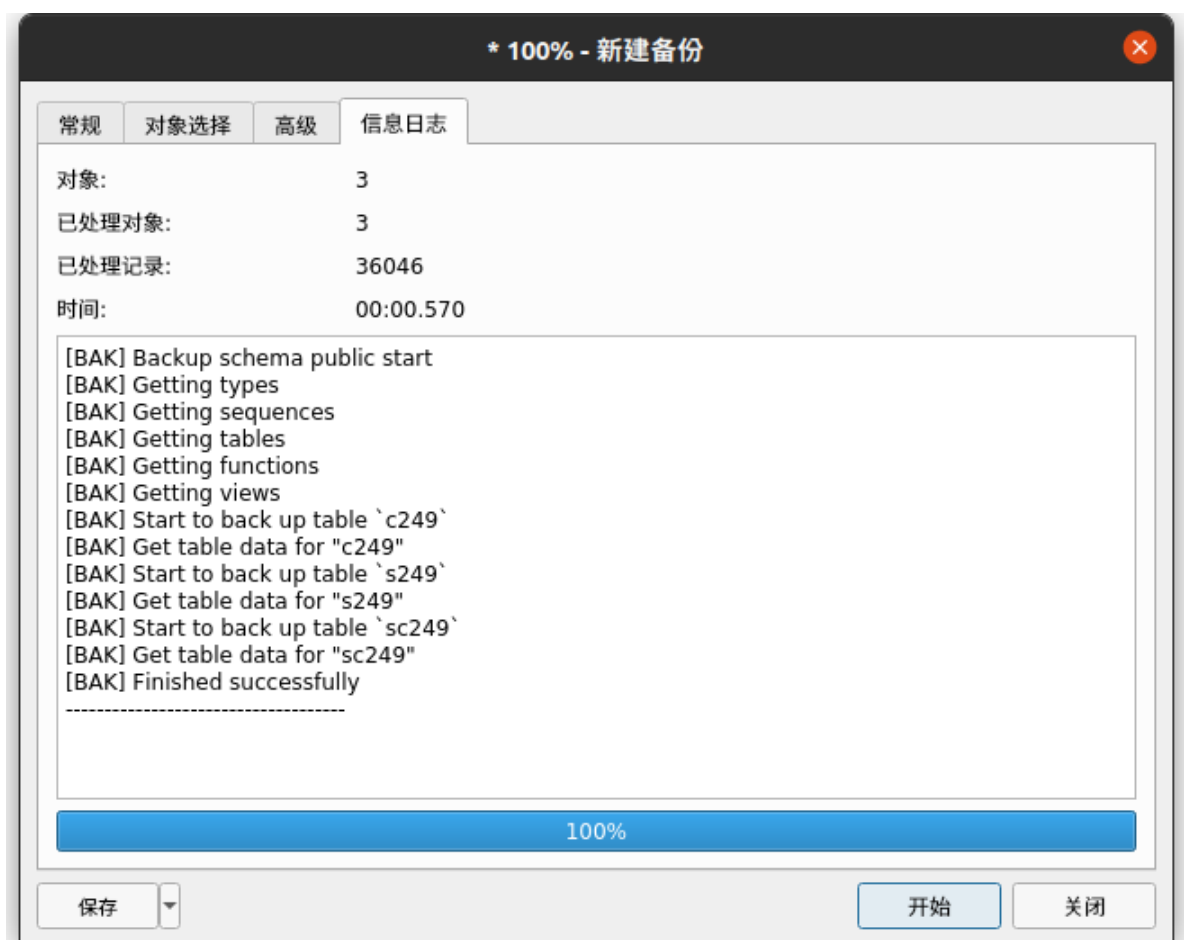 * 100% - 新建备份
常规 对象选择 高级 信息日志
对象: 3
已处理对象: 3
已处理记录: 36046
时间: 00:00.570
[BAK] Backup schema public start
[BAK] Getting types
[BAK] Getting sequences
[BAK] Getting tables
[BAK] Getting functions
[BAK] Getting views
[BAK] Start to back up table `c249`
[BAK] Get table data for "c249"
[BAK] Start to back up table `s249`
[BAK] Get table data for "s249"
[BAK] Start to back up table `sc249`
[BAK] Get table data for "sc249"
[BAK] Finished successfully
------------------------------------
100%
保存 开始 关闭